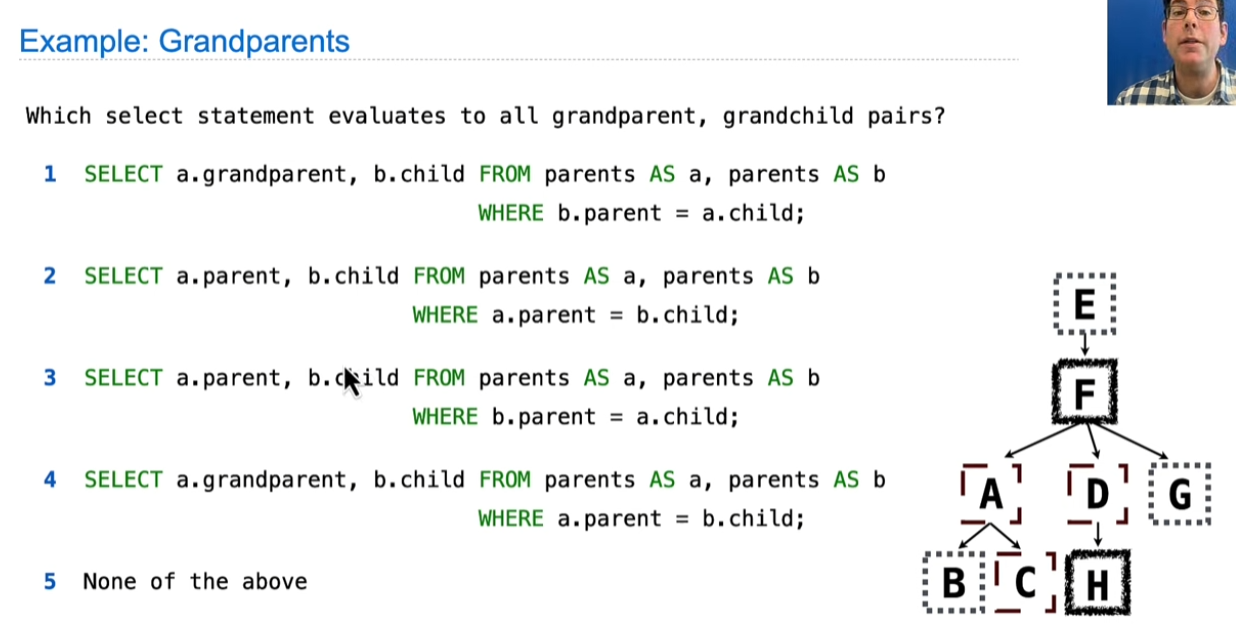 Example: Grandparents
Which select statement evaluates to all grandparent, grandchild pairs?
1 SELECT a.grandparent, b.child FROM parents AS a, parents AS b
WHERE b.parent = a.child;
2 SELECT a.parent, b.child FROM parents AS a, parents AS b
WHERE a.parent = b.child;
3 SELECT a.parent, b.child FROM parents AS a, parents AS b
WHERE b.parent = a.child;
4 SELECT a.grandparent, b.child FROM parents AS a, parents AS b
WHERE a.parent = b.child;
5 None of the above
E
F
A D G
B C H